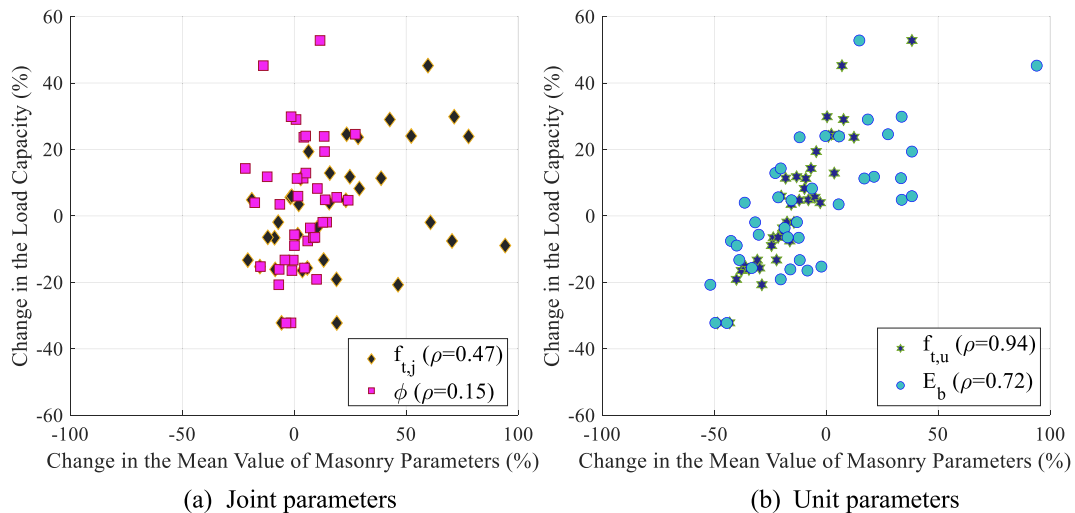 60
40
20
0
-20
-40
-60
-100
-50
0
50
100
Change in the Load Capacity (%)
Change in the Mean Value of Masonry Parameters (%)
f_{t,j} (ρ=0.47)
ϕ (ρ=0.15)
(a) Joint parameters
60
40
20
0
-20
-40
-60
-100
-50
0
50
100
Change in the Load Capacity (%)
Change in the Mean Value of Masonry Parameters (%)
f_{t,u} (ρ=0.94)
E_b (ρ=0.72)
(b) Unit parameters